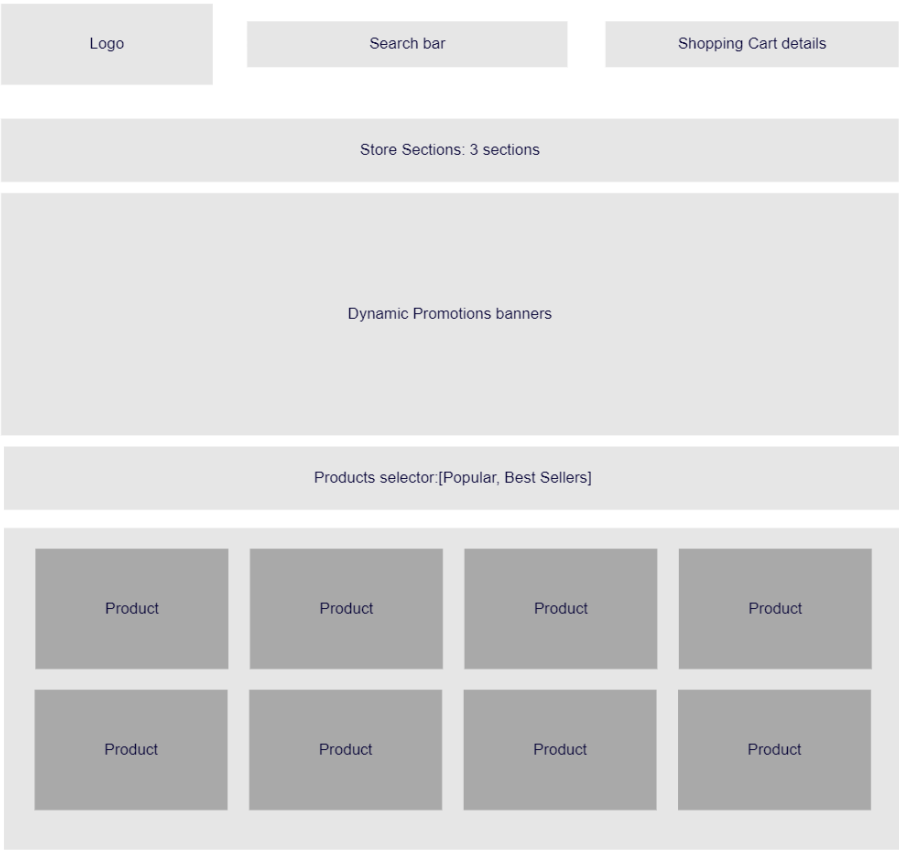 Logo
Search bar
Shopping Cart details
Store Sections: 3 sections
Dynamic Promotions banners
Products selector:[Popular, Best Sellers]
Product
Product
Product
Product
Product
Product
Product
Product